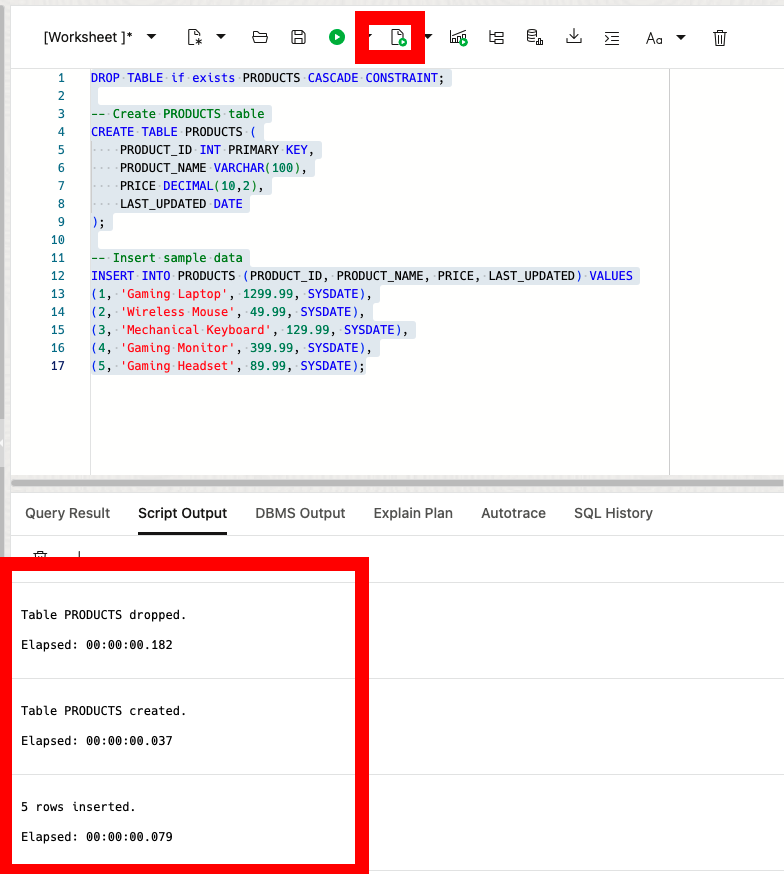 [Worksheet ]*
Aa
1 DROP TABLE if exists PRODUCTS CASCADE CONSTRAINT;
2
3 -- Create PRODUCTS table
4 CREATE TABLE PRODUCTS (
5     PRODUCT_ID INT PRIMARY KEY,
6     PRODUCT_NAME VARCHAR(100),
7     PRICE DECIMAL(10,2),
8     LAST_UPDATED DATE
9 );
10
11 -- Insert sample data
12 INSERT INTO PRODUCTS (PRODUCT_ID, PRODUCT_NAME, PRICE, LAST_UPDATED) VALUES
13 (1, 'Gaming Laptop', 1299.99, SYSDATE),
14 (2, 'Wireless Mouse', 49.99, SYSDATE),
15 (3, 'Mechanical Keyboard', 129.99, SYSDATE),
16 (4, 'Gaming Monitor', 399.99, SYSDATE),
17 (5, 'Gaming Headset', 89.99, SYSDATE);
Query Result Script Output DBMS Output Explain Plan Autotrace SQL History
Table PRODUCTS dropped.
Elapsed: 00:00:00.182
Table PRODUCTS created.
Elapsed: 00:00:00.037
5 rows inserted.
Elapsed: 00:00:00.079